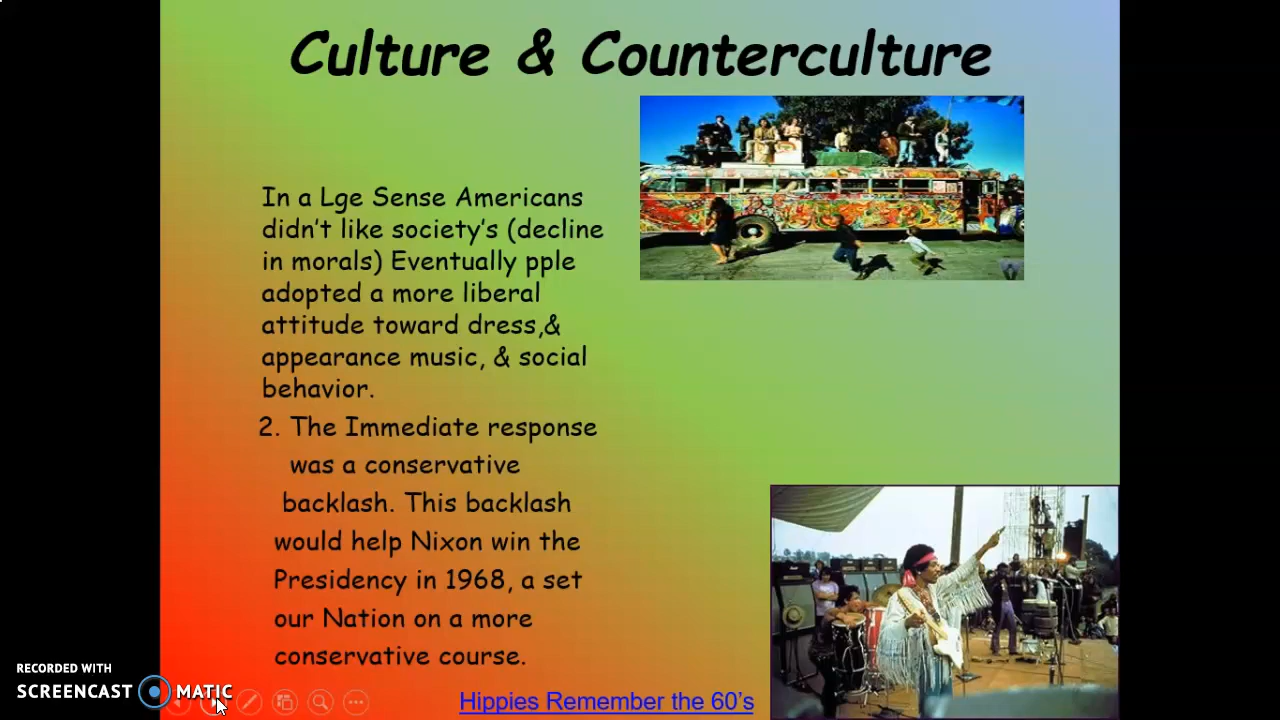 Culture & Counterculture
In a Lge Sense Americans
didn't like society's (decline
in morals) Eventually pple
adopted a more liberal
attitude toward dress,&
appearance music, & social
behavior.
2. The Immediate response
was a conservative
backlash. This backlash
would help Nixon win the
Presidency in 1968, a set
our Nation on a more
conservative course.
Hippies Remember the 60's
RECORDED WITH
SCREENCAST MATIC